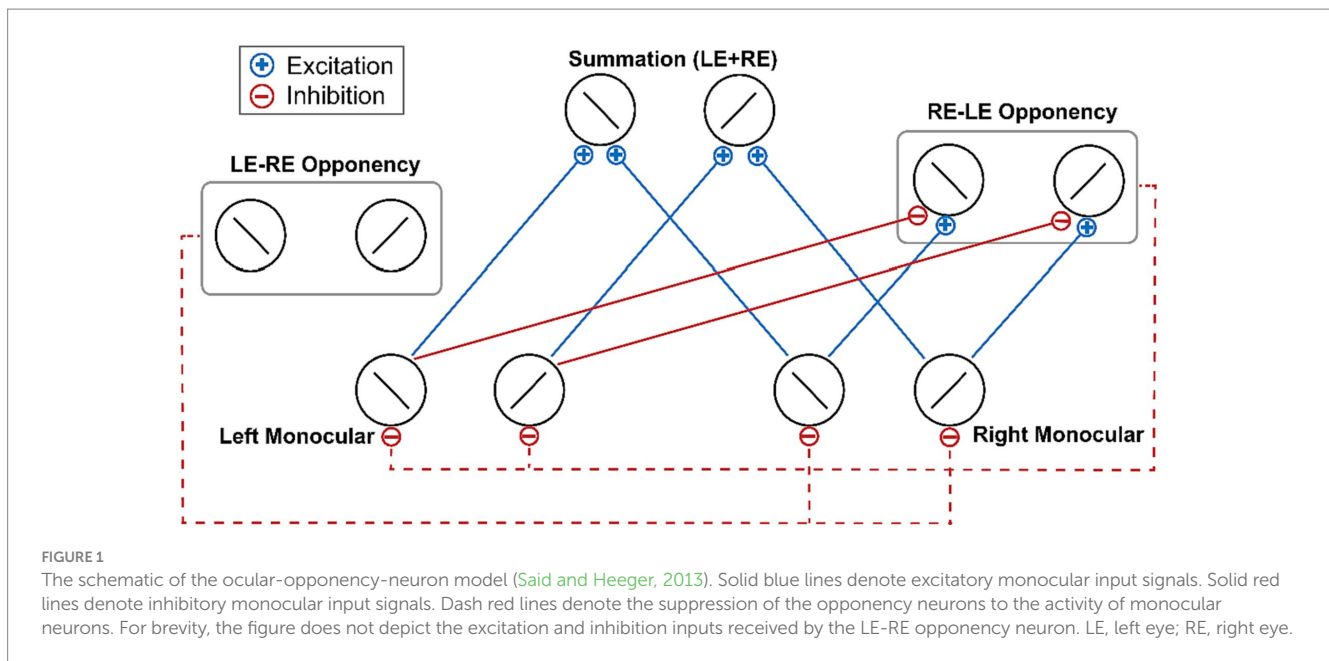 Excitation
Inhibition
Summation (LE+RE)
RE-LE Opponency
LE-RE Opponency
Left Monocular
Right Monocular
FIGURE 1
The schematic of the ocular-opponency-neuron model (Said and Heeger, 2013). Solid blue lines denote excitatory monocular input signals. Solid red
lines denote inhibitory monocular input signals. Dash red lines denote the suppression of the opponency neurons to the activity of monocular
neurons. For brevity, the figure does not depict the excitation and inhibition inputs received by the LE-RE opponency neuron. LE, left eye; RE, right eye.